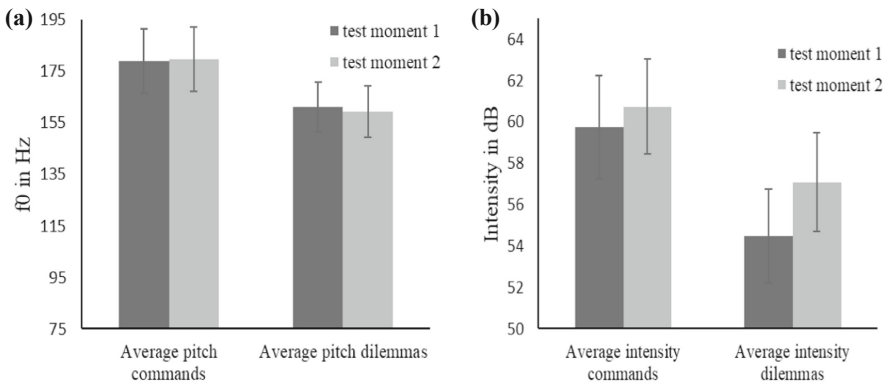 (a)
195
175
155
135
115
95
75
f0 in Hz
test moment 1
test moment 2
Average pitch
commands
Average pitch dilemmas
(b)
64
62
60
58
56
54
52
50
Intensity in dB
test moment 1
test moment 2
Average intensity
commands
Average intensity
dilemmas